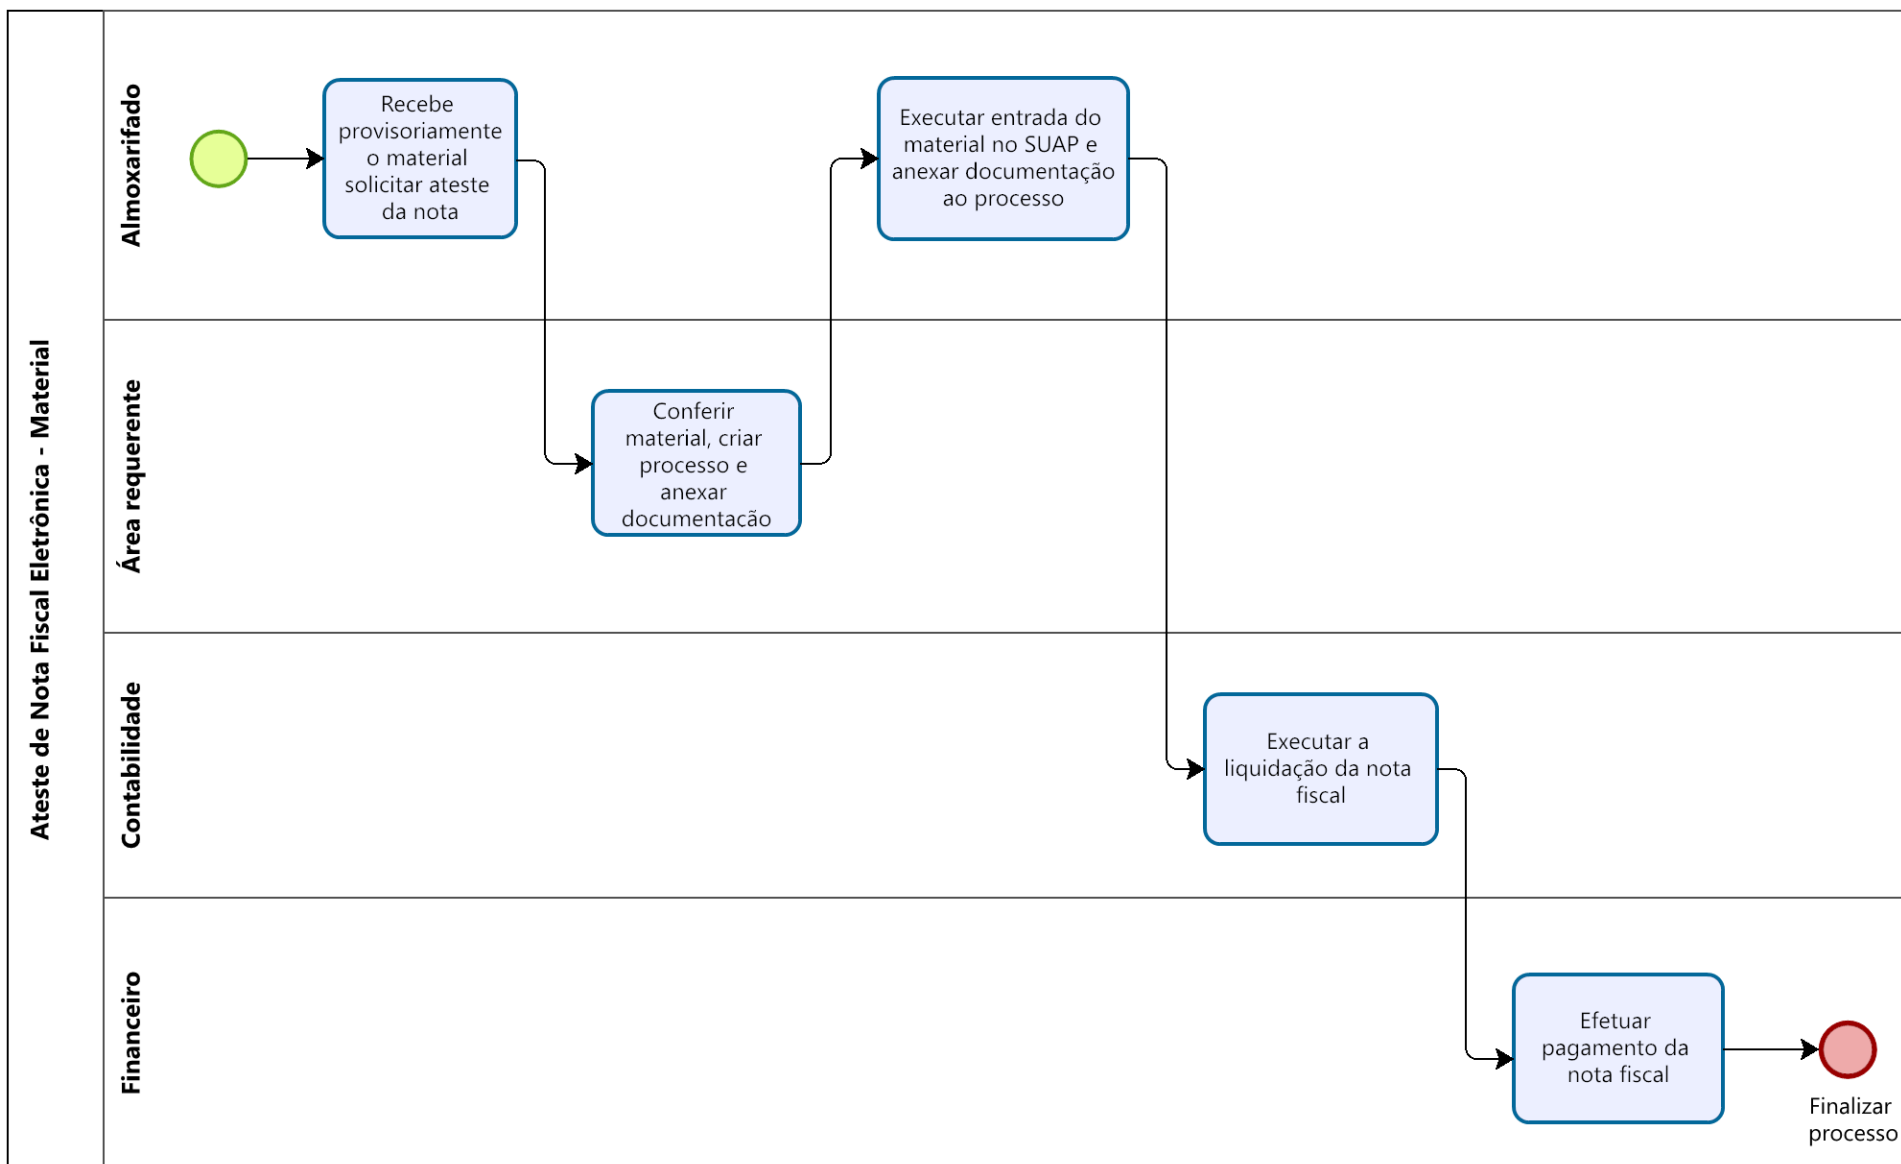 Ateste de Nota Fiscal Eletrônica - Material
Almoxarifado
Recebe
provisoriamente
o material
solicitar ateste
da nota
Executar entrada do
material no SUAP e
anexar documentação
ao processo
Área requerente
Conferir
material, criar
processo e
anexar
documentacão
Contabilidade
Executar a
liquidação da nota
fiscal
Financeiro
Efetuar
pagamento da
nota fiscal
Finalizar
processo